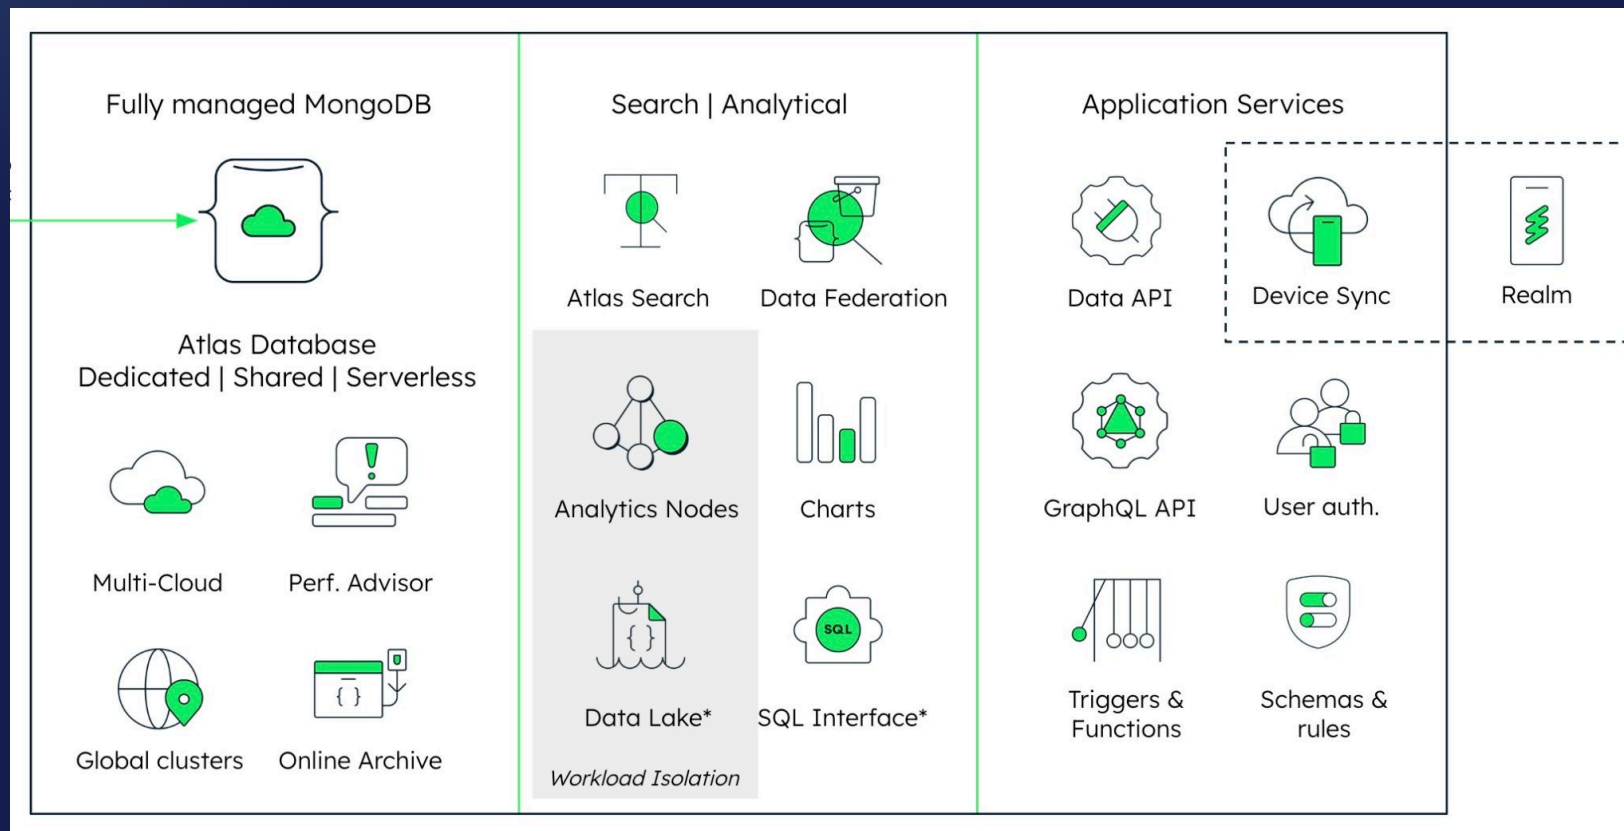 Fully managed MongoDB
Atlas Database
Dedicated | Shared | Serverless
Multi-Cloud
Perf. Advisor
Global clusters
Online Archive
Search | Analytical
Atlas Search
Data Federation
Analytics Nodes
Charts
SQL
Data Lake*
SQL Interface*
Workload Isolation
Application Services
Data API
Device Sync
Realm
GraphQL API
User auth.
Triggers &
Functions
Schemas &
rules